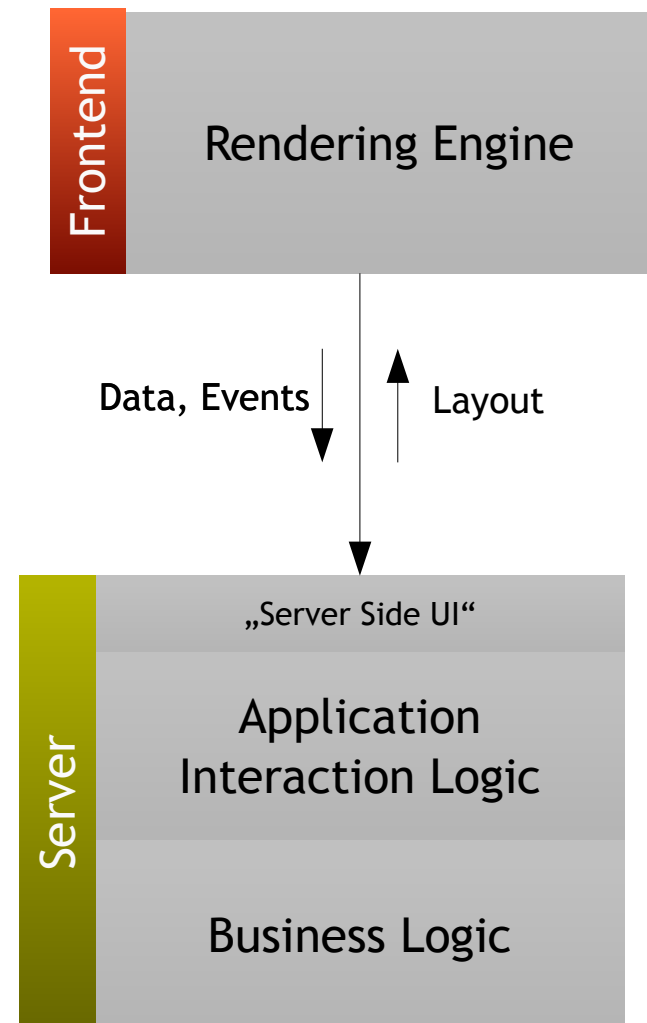 Frontend
Rendering Engine
Data, Events
Layout
„Server Side UI“
Server
Application
Interaction Logic
Business Logic